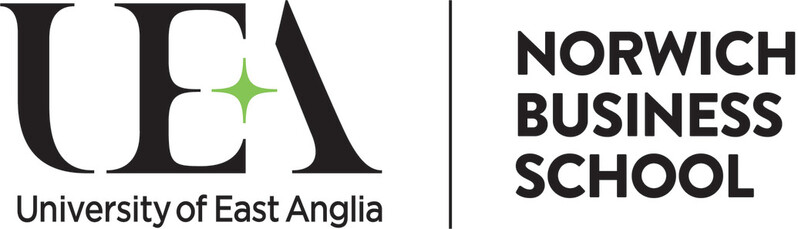 UEA
University of East Anglia
NORWICH
BUSINESS
SCHOOL